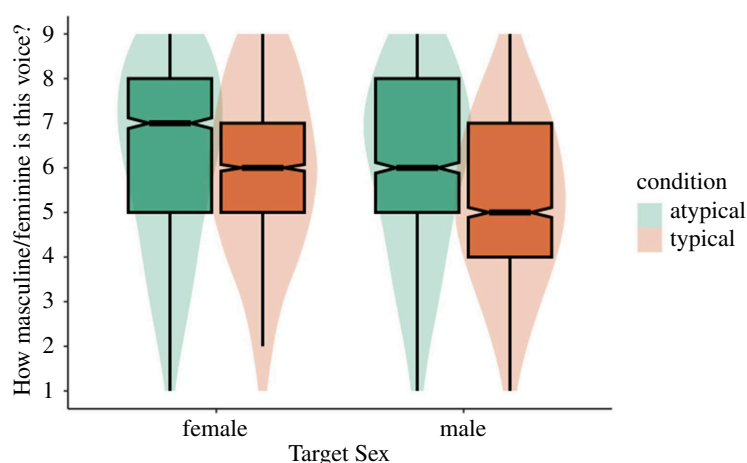 How masculine/feminine is this voice?
9
8
7
6
5
4
3
2
1
female
male
Target Sex
condition
atypical
typical